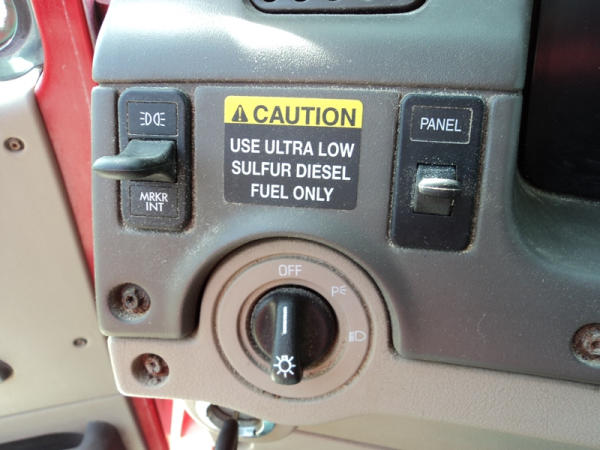 ⚠ CAUTION
USE ULTRA LOW
SULFUR DIESEL
FUEL ONLY
PANEL
MRKR
INT
OFF
P